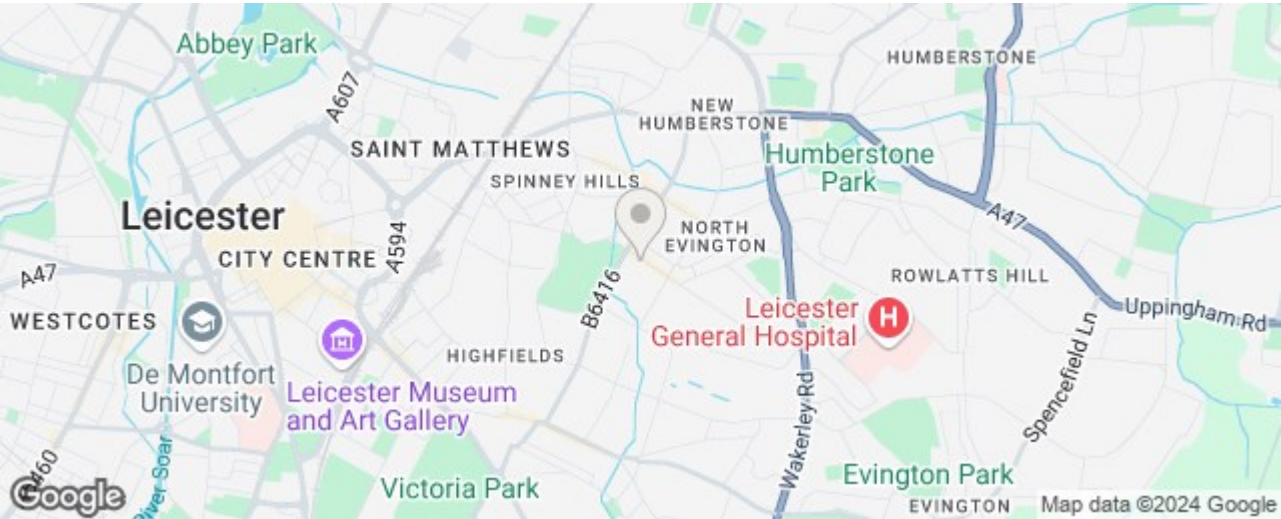 Abbey Park
A607
HUMBERSTONE
NEW
HUMBERSTONE
SAINT MATTHEWS
Humberstone
Park
SPINNEY HILLS
Leicester
A594
NORTH
EVINGTON
A47
CITY CENTRE
A47
ROWLATTS HILL
B6416
WESTCOTES
Leicester
General Hospital
H
Uppingham Rd
HIGHFIELDS
De Montfort
University
Leicester Museum
and Art Gallery
Wakerley Rd
Spencefield Ln
A460
River Soar
Victoria Park
Evington Park
Google
EVINGTON
Map data ©2024 Google